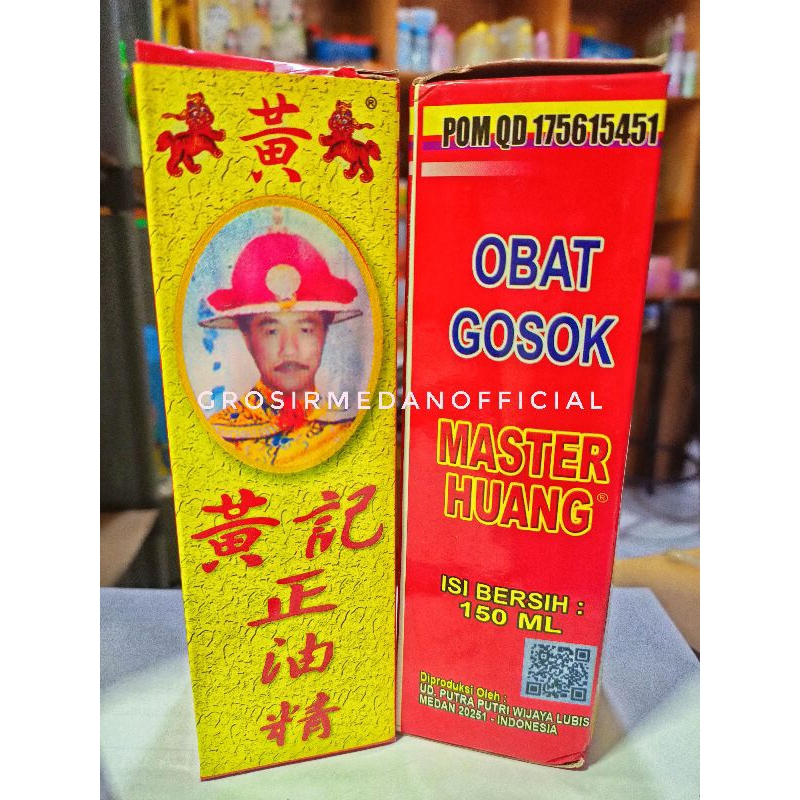 黃
®
黃記
正
油
精
POM QD 175615451
OBAT
GOSOK
MASTER
HUANG®
ISI BERSIH :
150 ML
Diproduksi Oleh :
UD. PUTRA PUTRI WIJAYA LUBIS
MEDAN 20251 - INDONESIA
GROSIRMEDANOFFICIAL